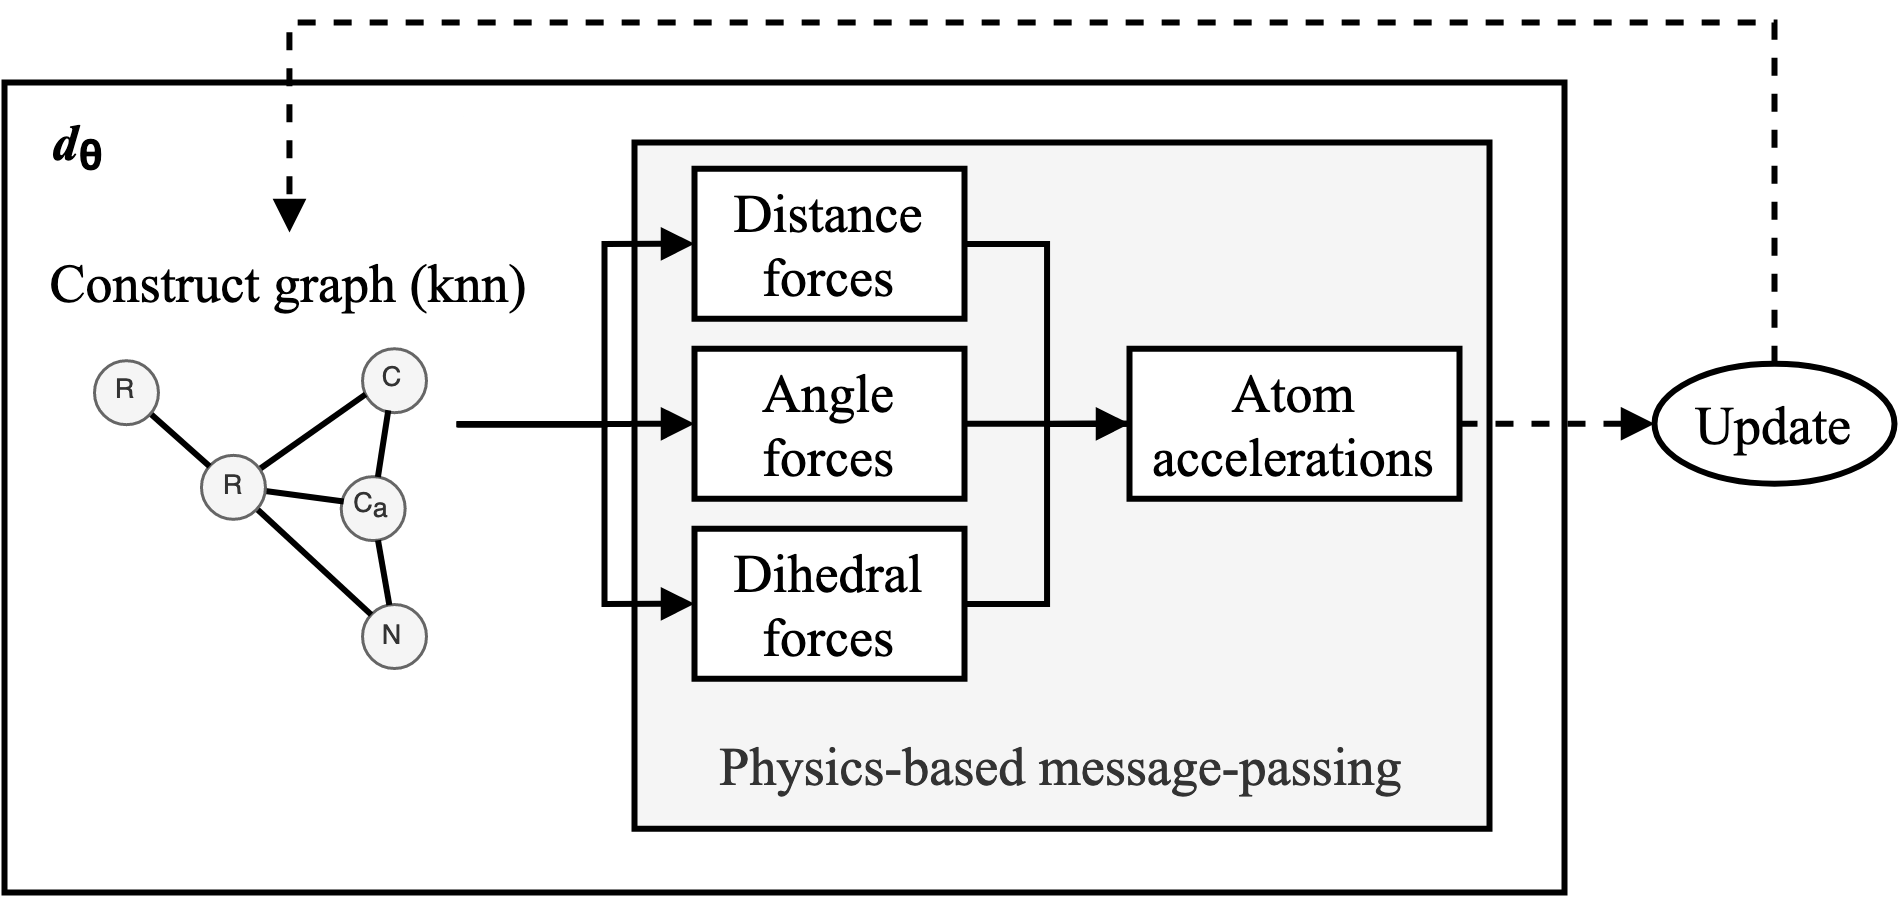 dθ
Construct graph (knn)
R
C
R
Ca
N
Distance
forces
Angle
forces
Dihedral
forces
Atom
accelerations
Physics-based message-passing
Update